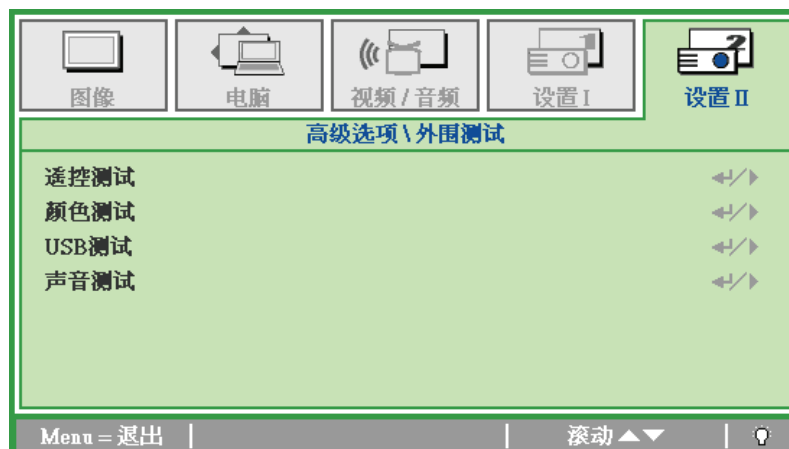 图像 电脑 视频 / 音频 设置 I 设置 II
高级选项 \ 外围测试
遥控测试
颜色测试
USB测试
声音测试
Menu = 退出 滚动▲▼